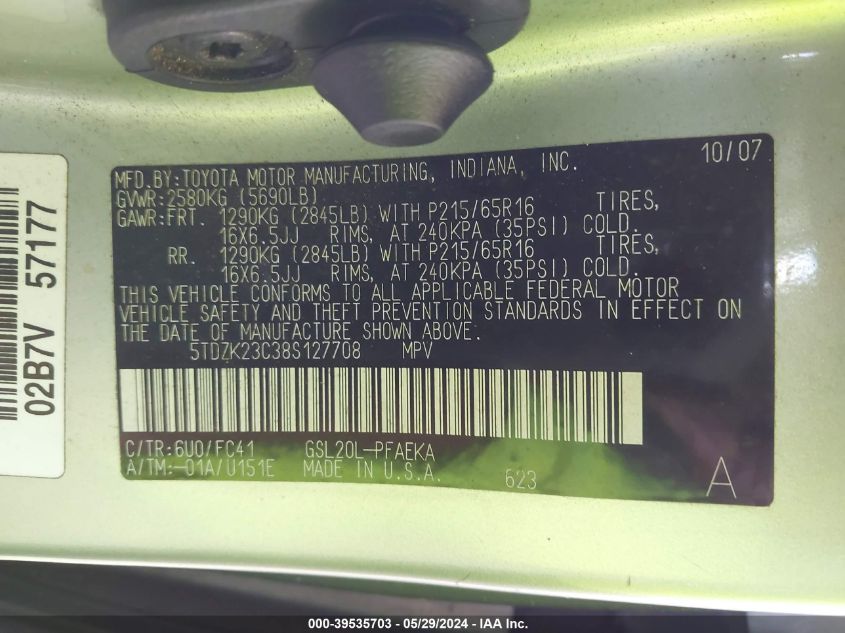 MFD.BY:TOYOTA MOTOR MANUFACTURING, INDIANA, INC. 10/07
GVWR:2580KG (5690LB)
GAWR:FRT. 1290KG (2845LB) WITH P215/65R16 TIRES,
16X6.5JJ RIMS, AT 240KPA (35PSI) COLD.
RR. 1290KG (2845LB) WITH P215/65R16 TIRES,
16X6.5JJ RIMS, AT 240KPA (35PSI) COLD.
THIS VEHICLE CONFORMS TO ALL APPLICABLE FEDERAL MOTOR
VEHICLE SAFETY AND THEFT PREVENTION STANDARDS IN EFFECT ON
THE DATE OF MANUFACTURE SHOWN ABOVE.
5TDZK23C38S127708 MPV
C/TR:6U0/FC41 GSL20L-PFAEKA
A/TM:-01A/U151E MADE IN U.S.A. 623 A
02B7V 57177
000-39535703 - 05/29/2024 - IAA Inc.